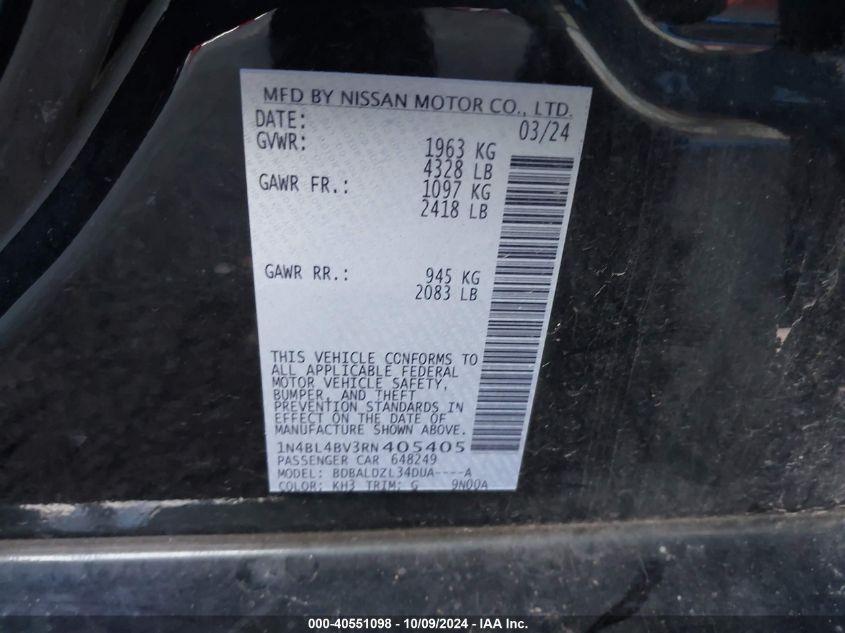 MFD BY NISSAN MOTOR CO., LTD.
DATE: 03/24
GVWR: 1963 KG
4328 LB
GAWR FR.: 1097 KG
2418 LB
GAWR RR.: 945 KG
2083 LB
THIS VEHICLE CONFORMS TO
ALL APPLICABLE FEDERAL
MOTOR VEHICLE SAFETY,
BUMPER, AND THEFT
PREVENTION STANDARDS IN
EFFECT ON THE DATE OF
MANUFACTURE SHOWN ABOVE.
1N4BL4BV3RN405405
PASSENGER CAR 648249
MODEL: BDBALDZL34DUA----A
COLOR: KH3 TRIM: G 9N00A
000-40551098 - 10/09/2024 - IAA Inc.